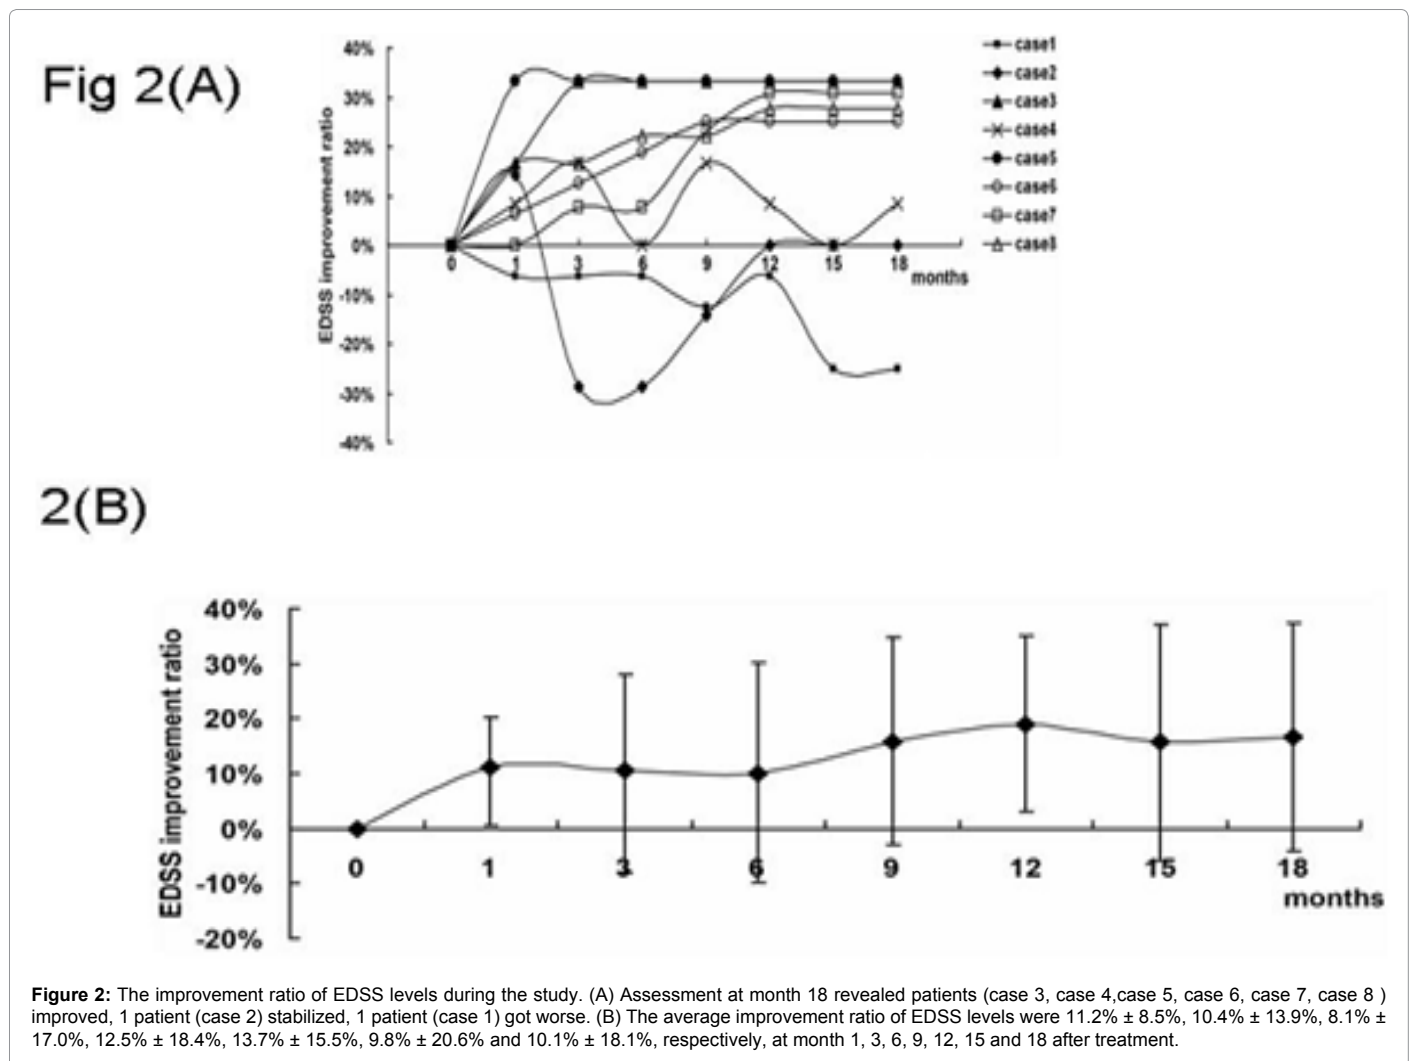 Fig 2(A)
EDSS improvement ratio
40%
30%
20%
10%
0%
-10%
-20%
-30%
-40%
0 1 3 6 9 12 15 18
months
case1
case2
case3
case4
case5
case6
case7
case8
2(B)
EDSS improvement ratio
40%
30%
20%
10%
0%
-10%
-20%
0 1 3 6 9 12 15 18
months
Figure 2: The improvement ratio of EDSS levels during the study. (A) Assessment at month 18 revealed patients (case 3, case 4,case 5, case 6, case 7, case 8 )
improved, 1 patient (case 2) stabilized, 1 patient (case 1) got worse. (B) The average improvement ratio of EDSS levels were 11.2% ± 8.5%, 10.4% ± 13.9%, 8.1% ±
17.0%, 12.5% ± 18.4%, 13.7% ± 15.5%, 9.8% ± 20.6% and 10.1% ± 18.1%, respectively, at month 1, 3, 6, 9, 12, 15 and 18 after treatment.